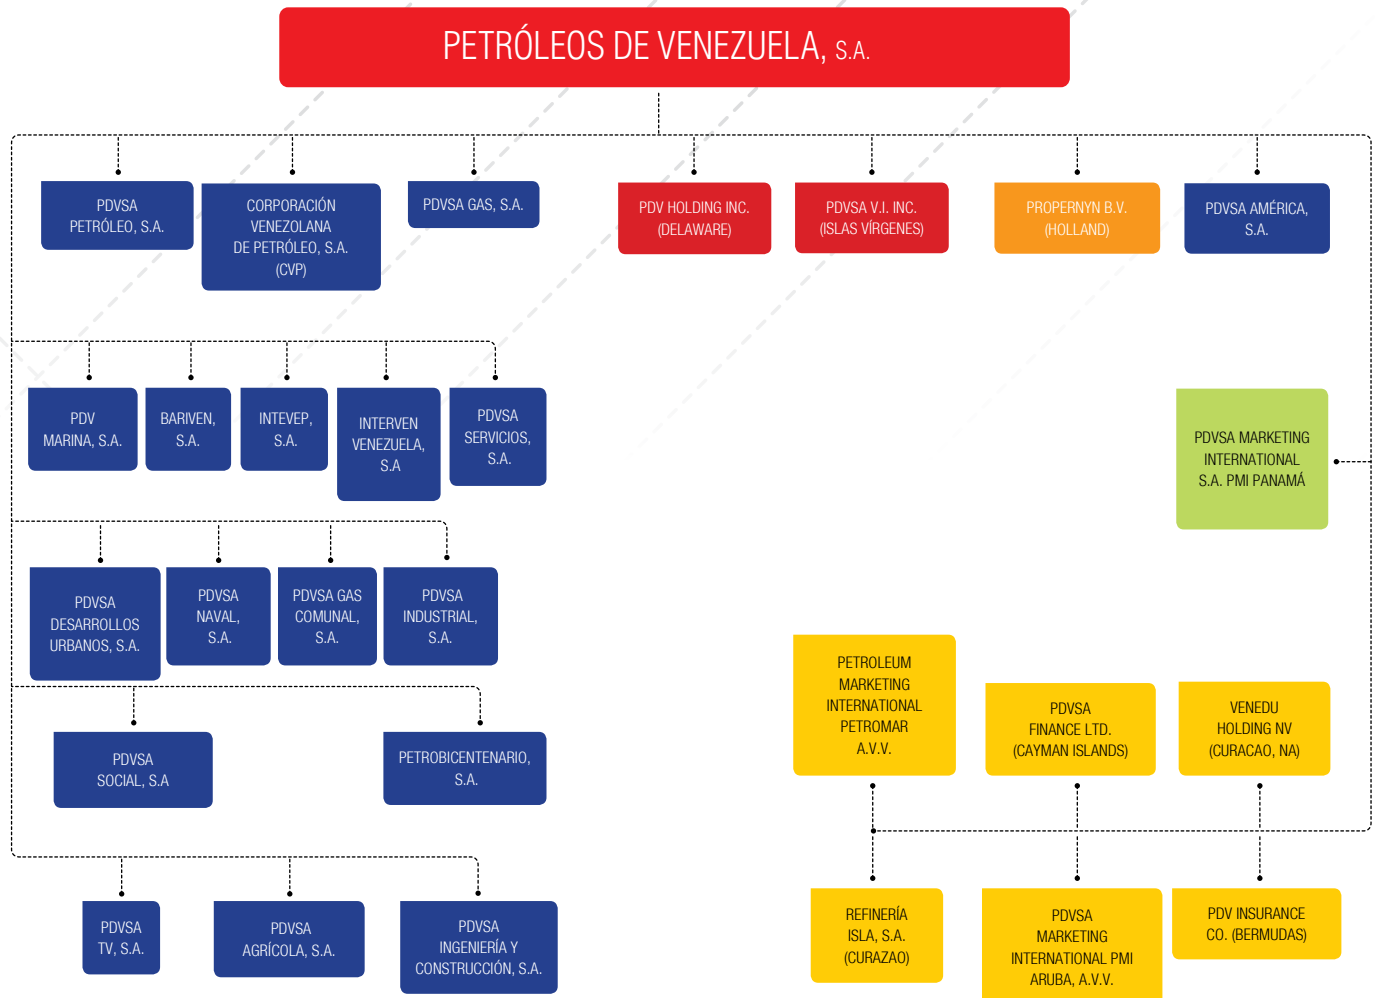 PETRÓLEOS DE VENEZUELA, S.A.
PDVSA
PETRÓLEO, S.A.
CORPORACIÓN
VENEZOLANA
DE PETRÓLEO, S.A.
(CVP)
PDVSA GAS, S.A.
PDV HOLDING INC.
(DELAWARE)
PDVSA V.I. INC.
(ISLAS VÍRGENES)
PROPERNYN B.V.
(HOLLAND)
PDVSA AMÉRICA,
S.A.
PDV
MARINA, S.A.
BARIVEN,
S.A.
INTEVEP,
S.A.
INTERVEN
VENEZUELA,
S.A
PDVSA
SERVICIOS,
S.A.
PDVSA MARKETING
INTERNATIONAL
S.A. PMI PANAMÁ
PDVSA
DESARROLLOS
URBANOS, S.A.
PDVSA
NAVAL,
S.A.
PDVSA GAS
COMUNAL,
S.A.
PDVSA
INDUSTRIAL,
S.A.
PETROLEUM
MARKETING
INTERNATIONAL
PETROMAR
A.V.V.
PDVSA
FINANCE LTD.
(CAYMAN ISLANDS)
VENEDU
HOLDING NV
(CURACAO, NA)
PDVSA
SOCIAL, S.A
PETROBICENTENARIO,
S.A.
PDVSA
TV, S.A.
PDVSA
AGRÍCOLA, S.A.
PDVSA
INGENIERÍA Y
CONSTRUCCIÓN, S.A.
REFINERÍA
ISLA, S.A.
(CURAZAO)
PDVSA
MARKETING
INTERNATIONAL PMI
ARUBA, A.V.V.
PDV INSURANCE
CO. (BERMUDAS)